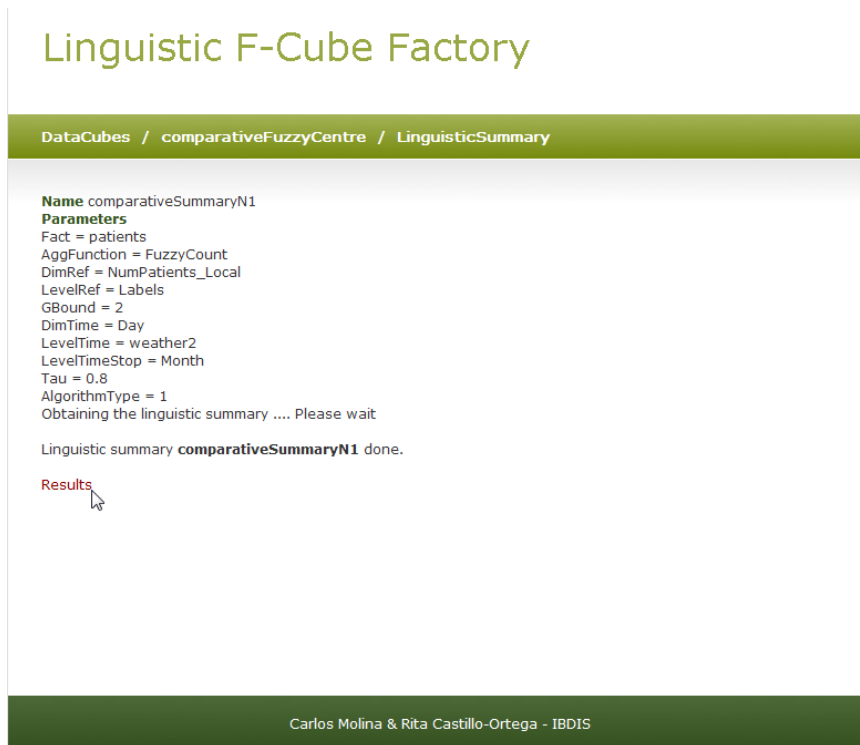 Linguistic F-Cube Factory
DataCubes / comparativeFuzzyCentre / LinguisticSummary
Name comparativeSummaryN1
Parameters
Fact = patients
AggFunction = FuzzyCount
DimRef = NumPatients_Local
LevelRef = Labels
GBound = 2
DimTime = Day
LevelTime = weather2
LevelTimeStop = Month
Tau = 0.8
AlgorithmType = 1
Obtaining the linguistic summary .... Please wait
Linguistic summary comparativeSummaryN1 done.
Results
Carlos Molina & Rita Castillo-Ortega - IBDIS